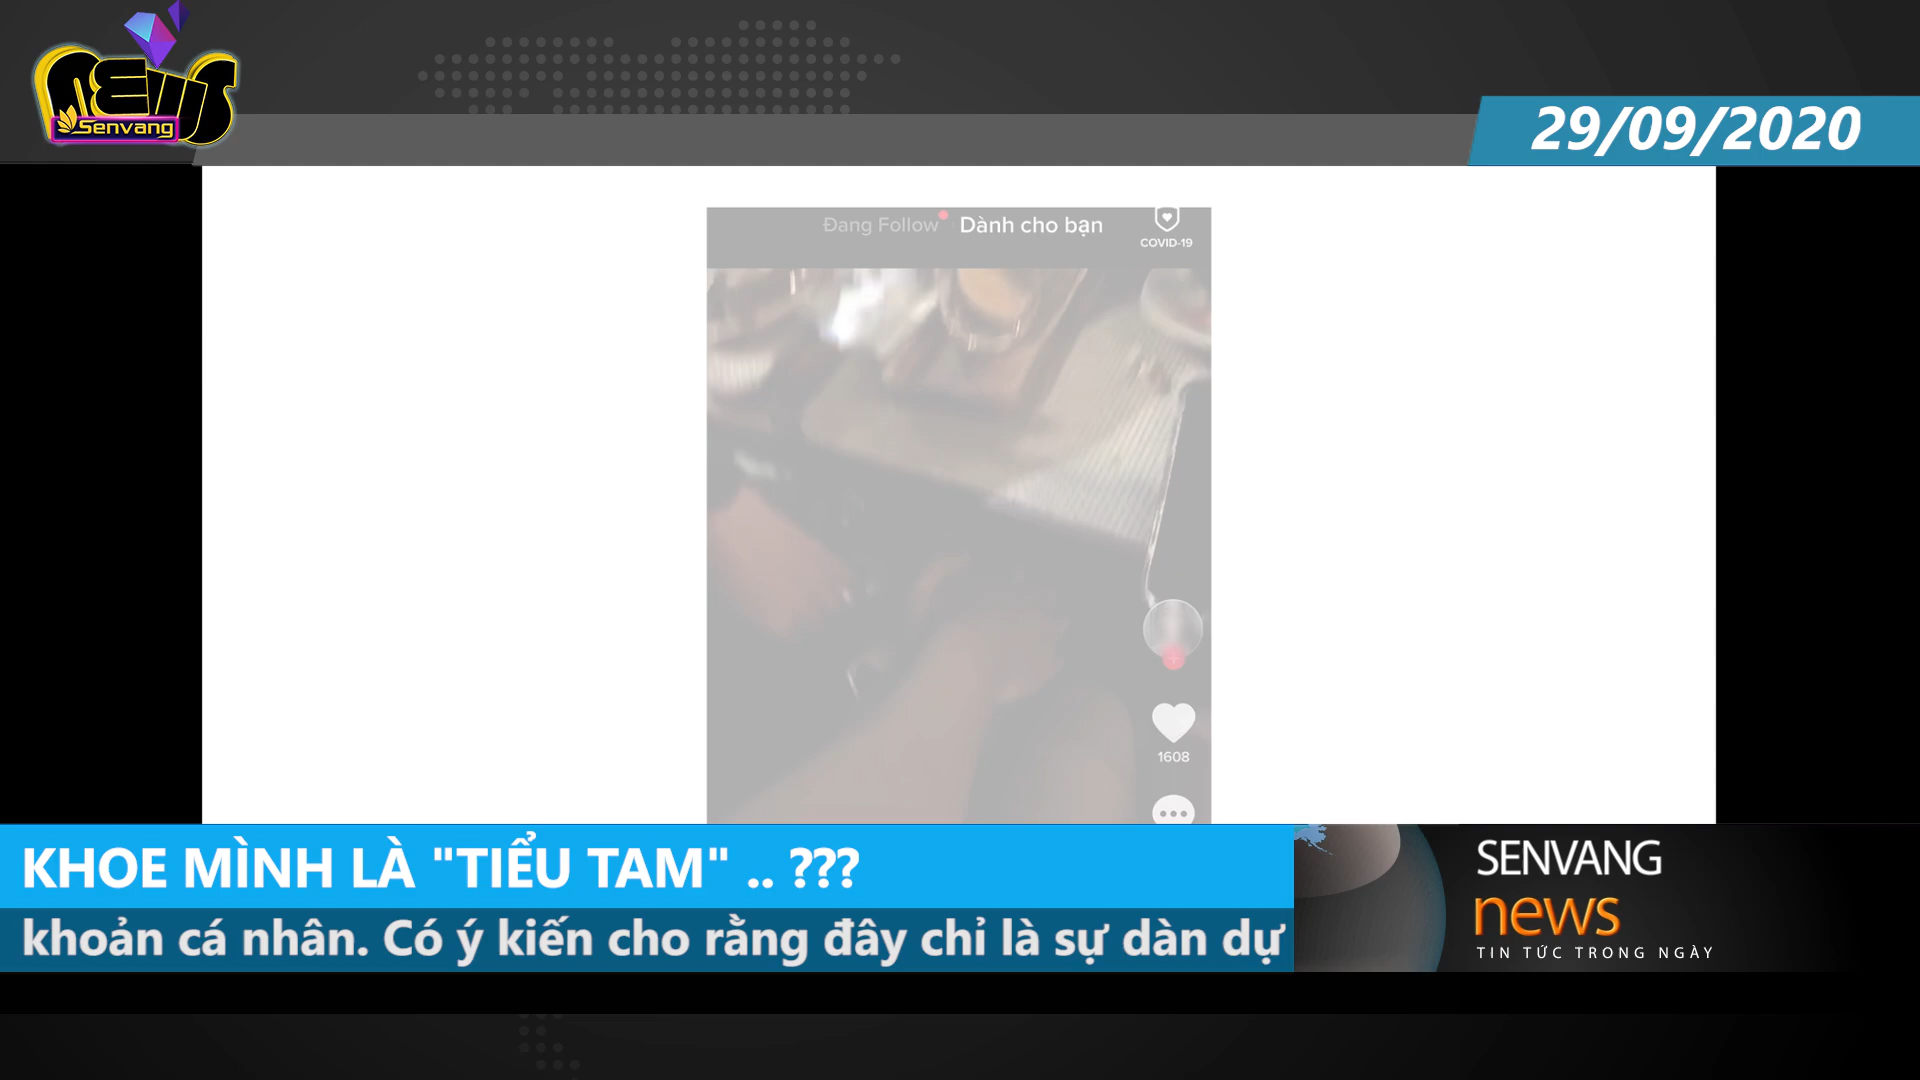 news
Senvang
29/09/2020
Đang Follow Dành cho bạn
COVID-19
1608
KHOE MÌNH LÀ "TIỂU TAM" .. ???
khoản cá nhân. Có ý kiến cho rằng đây chỉ là sự dàn dự
SENVANG
news
TIN TỨC TRONG NGÀY